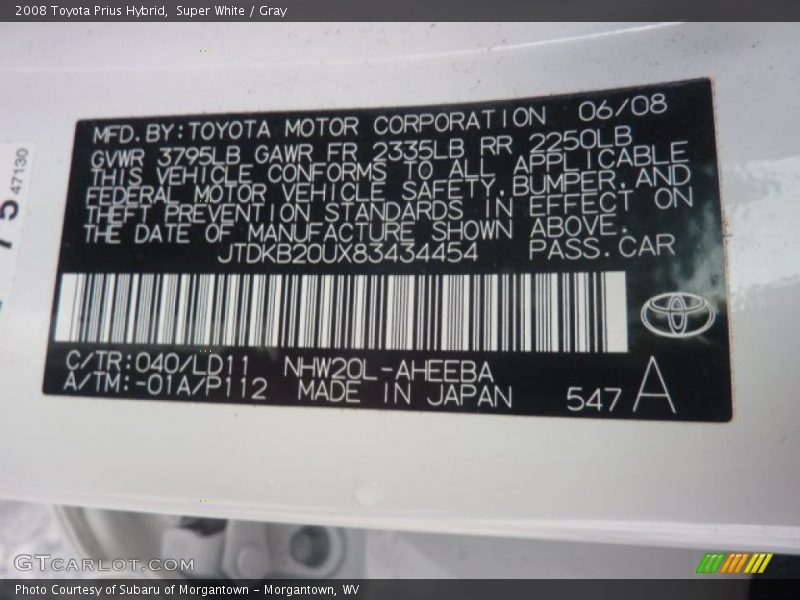 2008 Toyota Prius Hybrid, Super White / Gray
MFD. BY: TOYOTA MOTOR CORPORATION 06/08
GVWR 3795LB GAWR FR 2335LB RR 2250LB
THIS VEHICLE CONFORMS TO ALL APPLICABLE
FEDERAL MOTOR VEHICLE SAFETY, BUMPER, AND
THEFT PREVENTION STANDARDS IN EFFECT ON
THE DATE OF MANUFACTURE SHOWN ABOVE.
JTDKB20UX83434454 PASS. CAR
C/TR: 040/LD11 NHW20L-AHEEBA
A/TM: -01A/P112 MADE IN JAPAN 547 A
75 47130
GTCARLOT.COM
Photo Courtesy of Subaru of Morgantown - Morgantown, WV